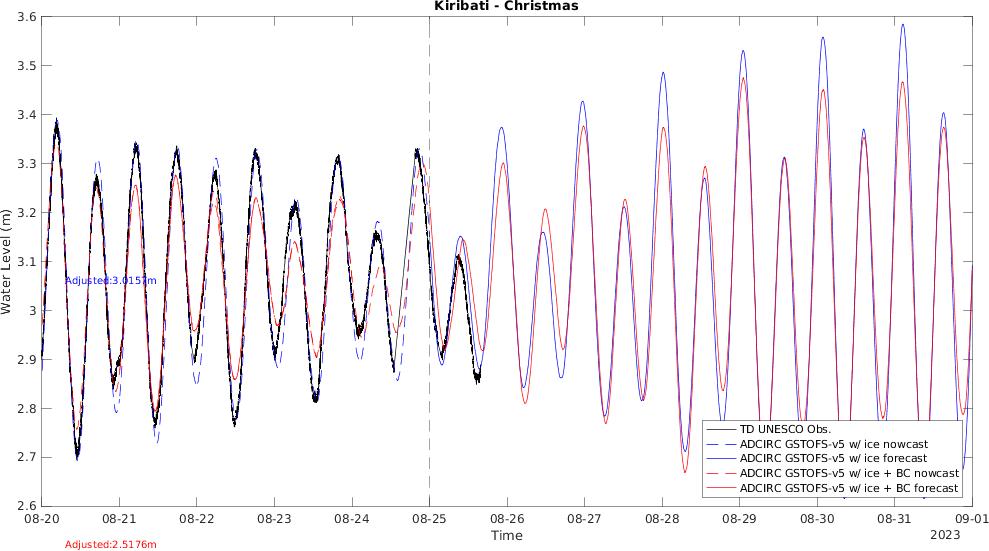 Kiribati - Christmas
3.6
3.5
3.4
3.3
3.2
3.1
3
2.9
2.8
2.7
2.6
Water Level (m)
Adjusted:3.0157m
TD UNESCO Obs.
ADCIRC GSTOFS-v5 w/ ice nowcast
ADCIRC GSTOFS-v5 w/ ice forecast
ADCIRC GSTOFS-v5 w/ ice + BC nowcast
ADCIRC GSTOFS-v5 w/ ice + BC forecast
08-20 08-21 08-22 08-23 08-24 08-25 08-26 08-27 08-28 08-29 08-30 08-31 09-01
Time
2023
Adjusted:2.5176m